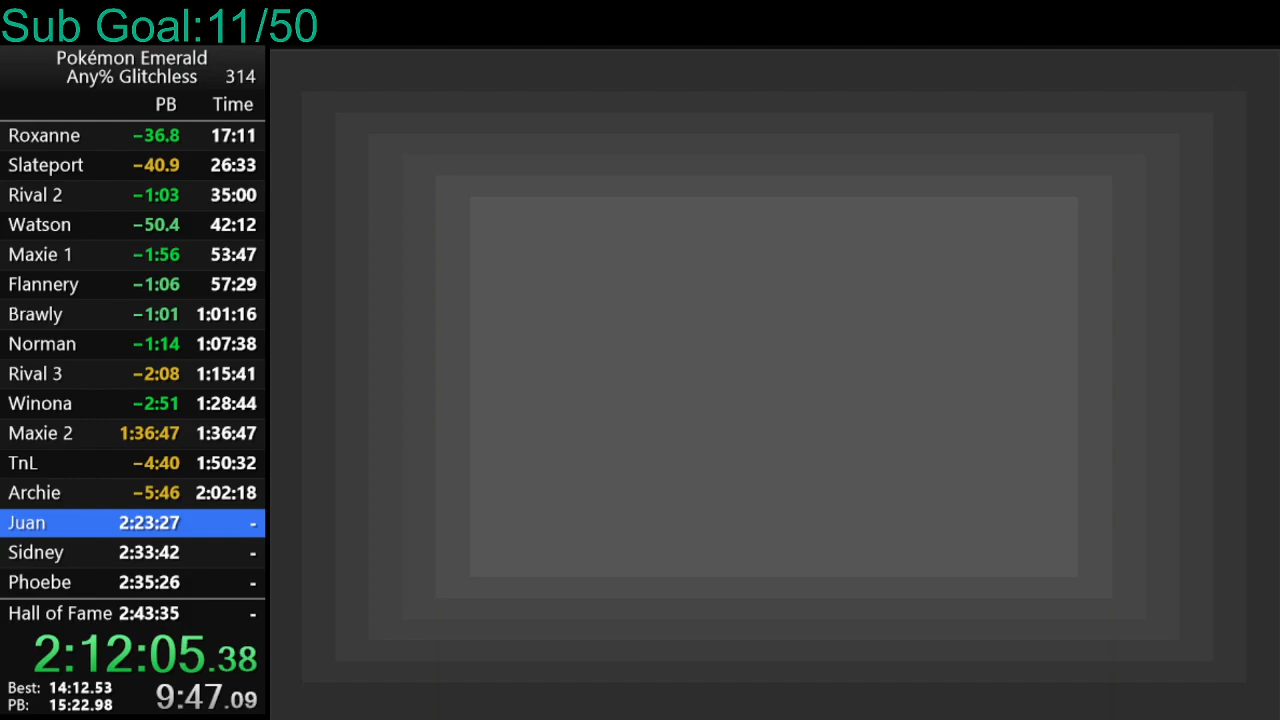 Sub Goal:11/50
Pokémon Emerald
Any% Glitchless 314
PB Time
Roxanne −36.8 17:11
Slateport −40.9 26:33
Rival 2 −1:03 35:00
Watson −50.4 42:12
Maxie 1 −1:56 53:47
Flannery −1:06 57:29
Brawly −1:01 1:01:16
Norman −1:14 1:07:38
Rival 3 −2:08 1:15:41
Winona −2:51 1:28:44
Maxie 2 1:36:47 1:36:47
TnL −4:40 1:50:32
Archie −5:46 2:02:18
Juan 2:23:27 -
Sidney 2:33:42 -
Phoebe 2:35:26 -
Hall of Fame 2:43:35 -
2:12:05.38
Best: 14:12.53
PB: 15:22.98
9:47.09